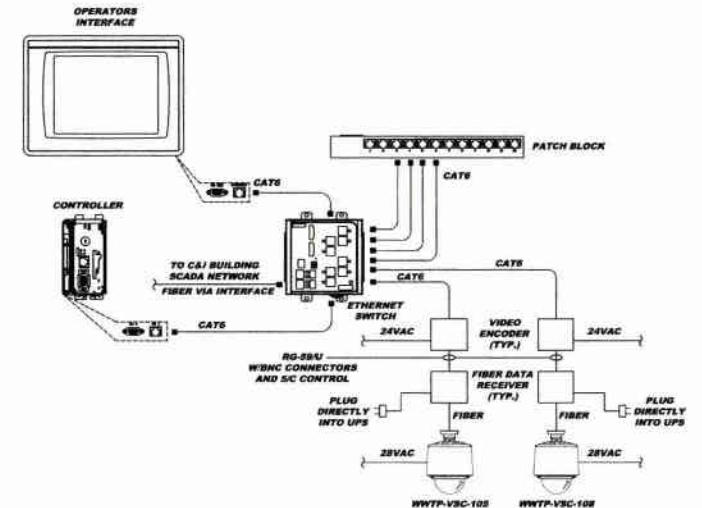 OPERATORS
INTERFACE
PATCH BLOCK
CAT6
CAT6
CONTROLLER
TO C&I BUILDING
SCADA NETWORK
FIBER VIA INTERFACE
CAT6
CAT6
ETHERNET
SWITCH
CAT6
24VAC
VIDEO
ENCODER
(TYP.)
24VAC
RG-59/U
W/BNC CONNECTORS
AND S/C CONTROL
FIBER DATA
RECEIVER
(TYP.)
PLUG
DIRECTLY
INTO UPS
FIBER
FIBER
PLUG
DIRECTLY
INTO UPS
28VAC
28VAC
WWTP-VSC-105
WWTP-VSC-108